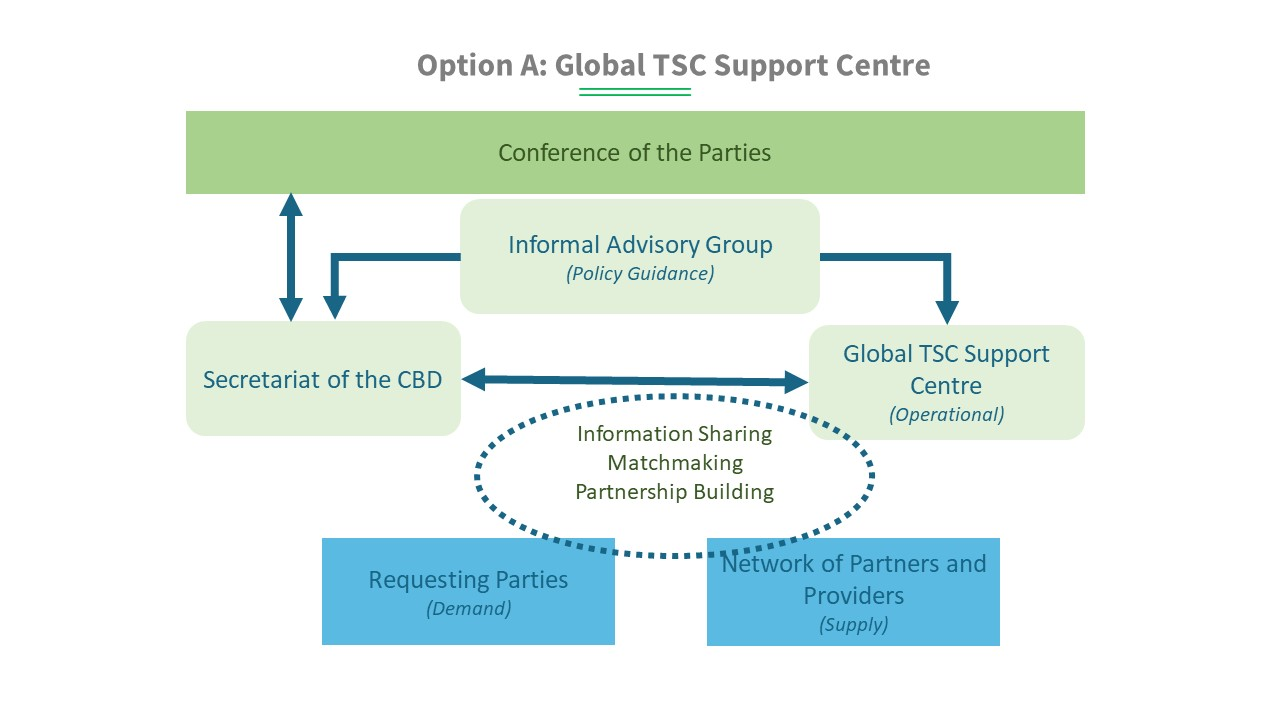 Option A: Global TSC Support Centre
Conference of the Parties
Informal Advisory Group
(Policy Guidance)
Secretariat of the CBD
Global TSC Support
Centre
(Operational)
Information Sharing
Matchmaking
Partnership Building
Requesting Parties
(Demand)
Network of Partners and
Providers
(Supply)